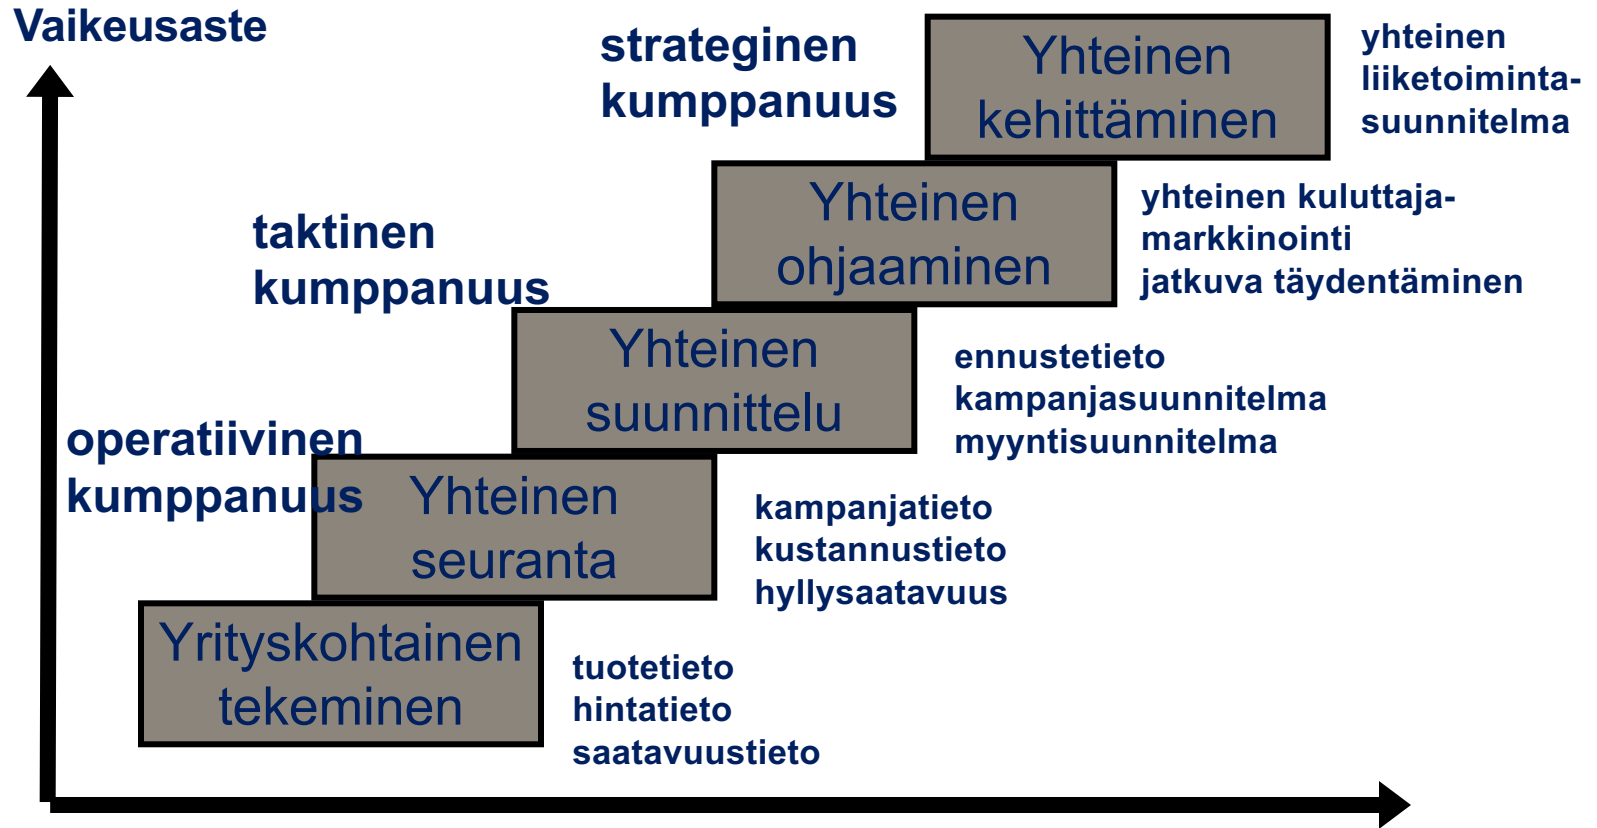 Vaikeusaste
strateginen
kumppanuus
Yhteinen
kehittäminen
yhteinen
liiketoiminta-
suunnitelma
taktinen
kumppanuus
Yhteinen
ohjaaminen
yhteinen kuluttaja-
markkinointi
jatkuva täydentäminen
Yhteinen
suunnittelu
ennustetieto
kampanjasuunnitelma
myyntisuunnitelma
operatiivinen
kumppanuus
Yhteinen
seuranta
kampanjatieto
kustannustieto
hyllysaatavuus
Yrityskohtainen
tekeminen
tuotetieto
hintatieto
saatavuustieto